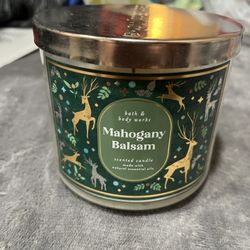 bath &
body works
Mahogany
Balsam
scented candle
made with
natural essential oils